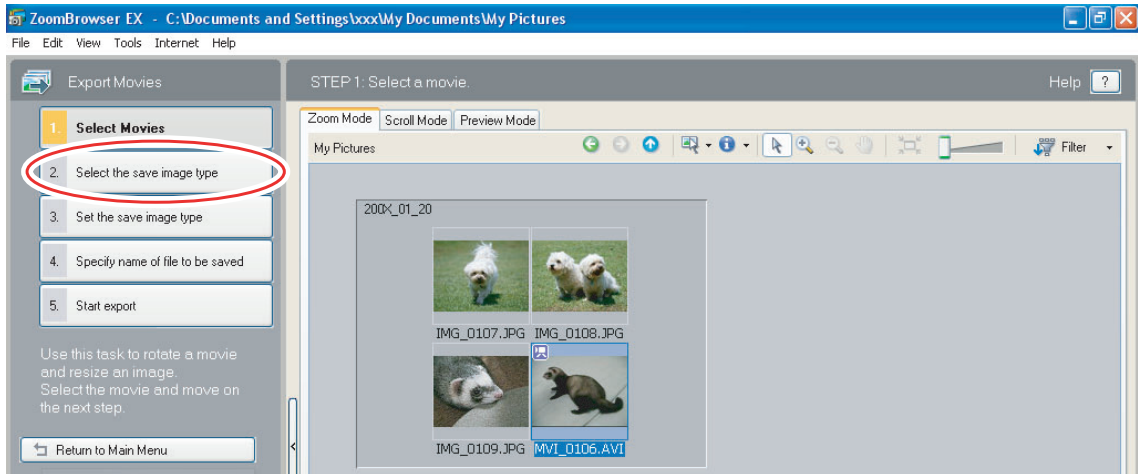 ZoomBrowser EX - C:\Documents and Settings\xxx\My Documents\My Pictures
File Edit View Tools Internet Help
Export Movies
STEP 1: Select a movie.
Help ?
1. Select Movies
2. Select the save image type
3. Set the save image type
4. Specify name of file to be saved
5. Start export
Use this task to rotate a movie
and resize an image.
Select the movie and move on
the next step.
Return to Main Menu
Zoom Mode Scroll Mode Preview Mode
My Pictures
Filter
200X_01_20
IMG_0107.JPG IMG_0108.JPG
IMG_0109.JPG MVI_0106.AVI